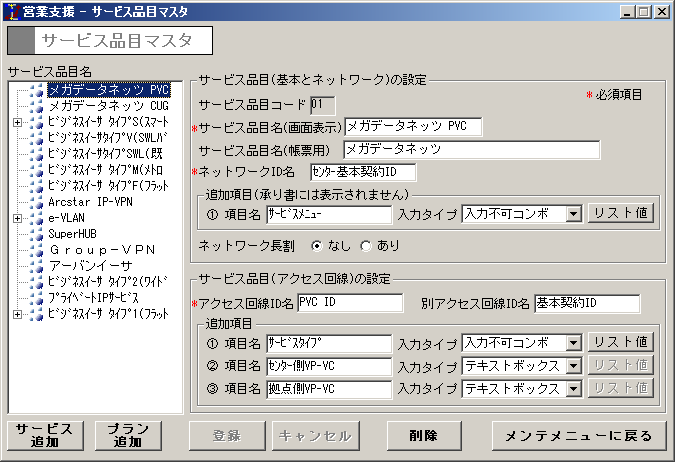 営業支援 - サービス品目マスタ
サービス品目マスタ
サービス品目名
メガデータネッツ PVC
メガデータネッツ CUG
ﾋﾞｼﾞﾈｽｲｰｻ ﾀｲﾌﾟS(ｽﾏｰﾄ
ﾋﾞｼﾞﾈｽｲｰｻﾀｲﾌﾟV(SWLﾊﾞ
ﾋﾞｼﾞﾈｽｲｰｻﾀｲﾌﾟSWL(既
ﾋﾞｼﾞﾈｽｲｰｻ ﾀｲﾌﾟM(ﾒﾄﾛ
ﾋﾞｼﾞﾈｽｲｰｻ ﾀｲﾌﾟF(ﾌﾗｯﾄ
Arcstar IP-VPN
e-VLAN
SuperHUB
Ｇｒｏｕｐ－ＶＰＮ
アーバンイーサ
ﾋﾞｼﾞﾈｽｲｰｻ ﾀｲﾌﾟ2(ﾜｲﾄﾞ
ﾌﾟﾗｲﾍﾞｰﾄIPｻｰﾋﾞｽ
ﾋﾞｼﾞﾈｽｲｰｻ ﾀｲﾌﾟ1(ﾌﾗｯﾄ
サービス品目(基本とネットワーク)の設定
サービス品目コード 01
*必須項目
*サービス品目名(画面表示) メガデータネッツ PVC
サービス品目名(帳票用) メガデータネッツ
*ネットワークID名 ｾﾝﾀｰ基本契約ID
追加項目(承り書には表示されません)
① 項目名 ｻｰﾋﾞｽﾒﾆｭｰ 入力タイプ 入力不可コンボ リスト値
ネットワーク長割 なし あり
サービス品目(アクセス回線)の設定
*アクセス回線ID名 PVC ID 別アクセス回線ID名 基本契約ID
追加項目
① 項目名 ｻｰﾋﾞｽﾀｲﾌﾟ 入力タイプ 入力不可コンボ リスト値
② 項目名 ｾﾝﾀｰ側VP-VC 入力タイプ テキストボックス リスト値
③ 項目名 拠点側VP-VC 入力タイプ テキストボックス リスト値
サービス追加 プラン追加 登録 キャンセル 削除 メンテメニューに戻る